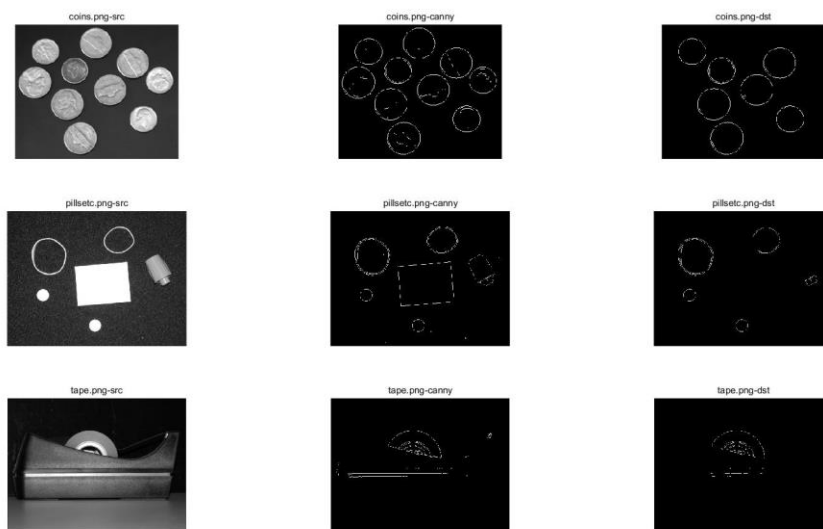 coins.png-src
coins.png-canny
coins.png-dst
pillsetc.png-src
pillsetc.png-canny
pillsetc.png-dst
tape.png-src
tape.png-canny
tape.png-dst